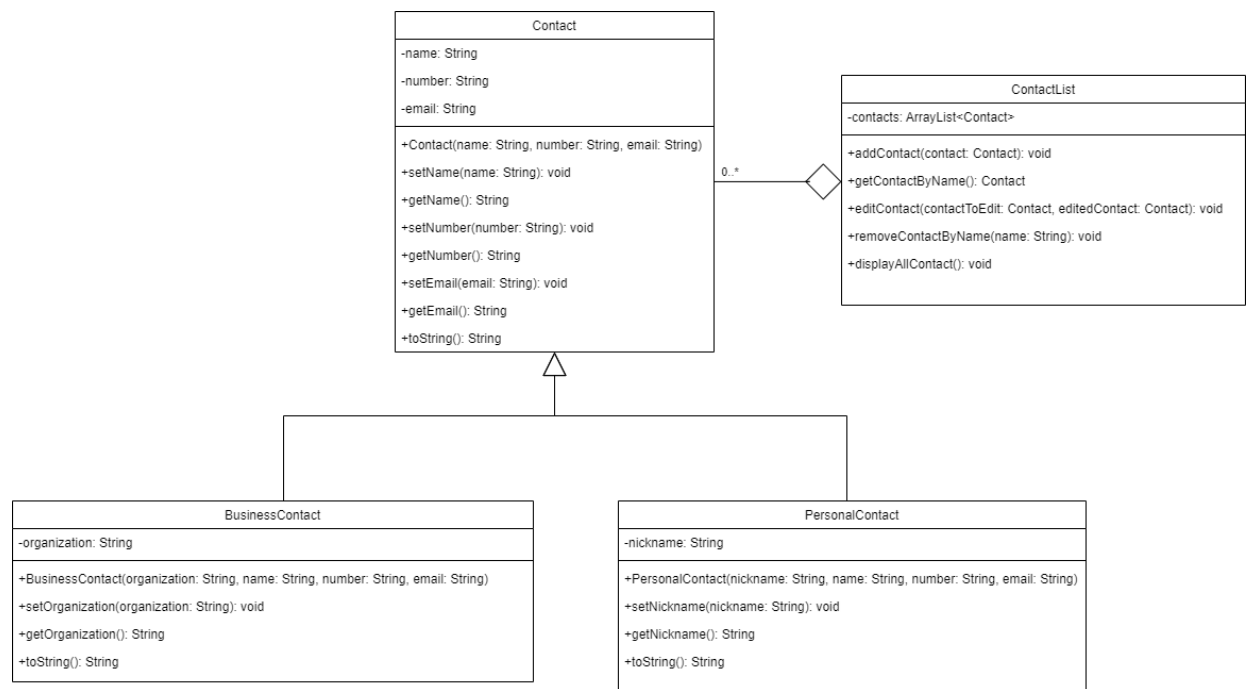 Contact
-name: String
-number: String
-email: String
+Contact(name: String, number: String, email: String)
+setName(name: String): void
+getName(): String
+setNumber(number: String): void
+getNumber(): String
+setEmail(email: String): void
+getEmail(): String
+toString(): String
0..*
ContactList
-contacts: ArrayList<Contact>
+addContact(contact: Contact): void
+getContactByName(): Contact
+editContact(contactToEdit: Contact, editedContact: Contact): void
+removeContactByName(name: String): void
+displayAllContact(): void
BusinessContact
-organization: String
+BusinessContact(organization: String, name: String, number: String, email: String)
+setOrganization(organization: String): void
+getOrganization(): String
+toString(): String
PersonalContact
-nickname: String
+PersonalContact(nickname: String, name: String, number: String, email: String)
+setNickname(nickname: String): void
+getNickname(): String
+toString(): String